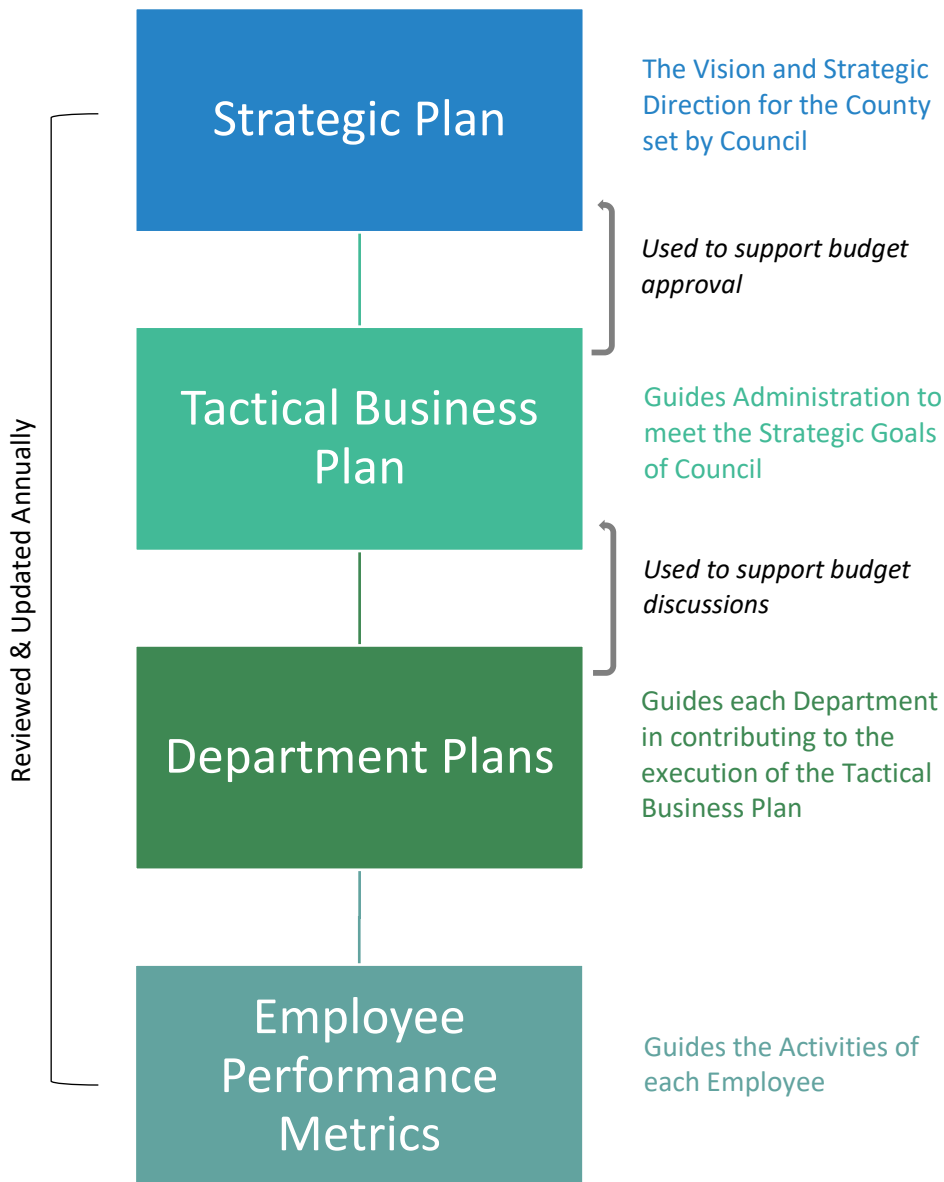 Strategic Plan
The Vision and Strategic
Direction for the County
set by Council
Used to support budget
approval
Tactical Business
Plan
Guides Administration to
meet the Strategic Goals
of Council
Used to support budget
discussions
Department Plans
Guides each Department
in contributing to the
execution of the Tactical
Business Plan
Employee
Performance
Metrics
Guides the Activities of
each Employee
Reviewed & Updated Annually